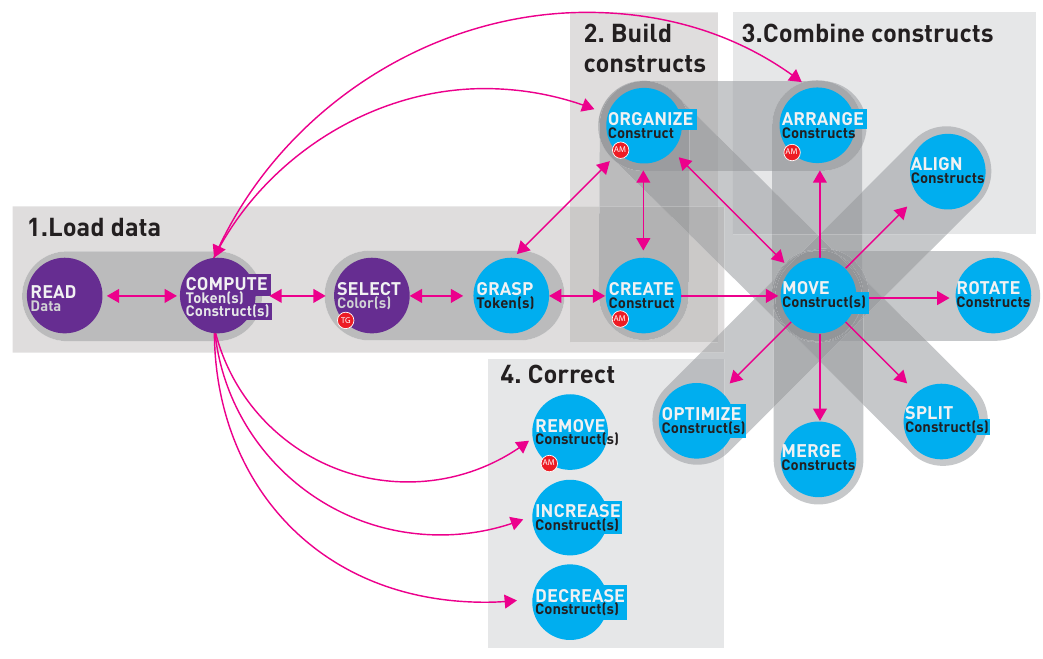 2. Build
constructs
3.Combine constructs
ORGANIZE
Construct
AM
ARRANGE
Constructs
AM
ALIGN
Constructs
1.Load data
READ
Data
COMPUTE
Token(s)
Construct(s)
SELECT
Color(s)
TG
GRASP
Token(s)
CREATE
Construct
AM
MOVE
Construct(s)
ROTATE
Constructs
4. Correct
REMOVE
Construct(s)
AM
OPTIMIZE
Construct(s)
MERGE
Constructs
SPLIT
Construct(s)
INCREASE
Construct(s)
DECREASE
Construct(s)